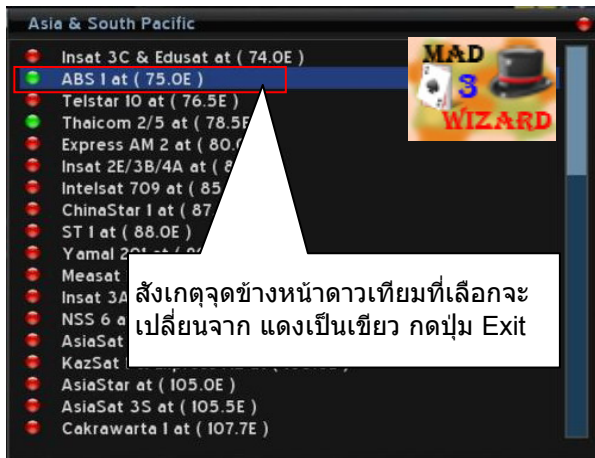 Asia & South Pacific
Insat 3C & Edusat at ( 74.0E )
ABS 1 at ( 75.0E )
Telstar 10 at ( 76.5E )
Thaicom 2/5 at ( 78.5E
Express AM 2 at ( 80.
Insat 2E/3B/4A at (
Intelsat 709 at ( 85
ChinaStar 1 at ( 87
ST 1 at ( 88.0E )
Yamal
Measat
Insat 3A
NSS 6 a
AsiaSat
KazSat
AsiaStar at ( 105.0E )
AsiaSat 3S at ( 105.5E )
Cakrawarta 1 at ( 107.7E )
MAD
3
WIZARD
สังเกตุจุดข้างหน้าดาวเทียมที่เลือกจะ
เปลี่ยนจาก แดงเป็นเขียว กดปุ่ม Exit